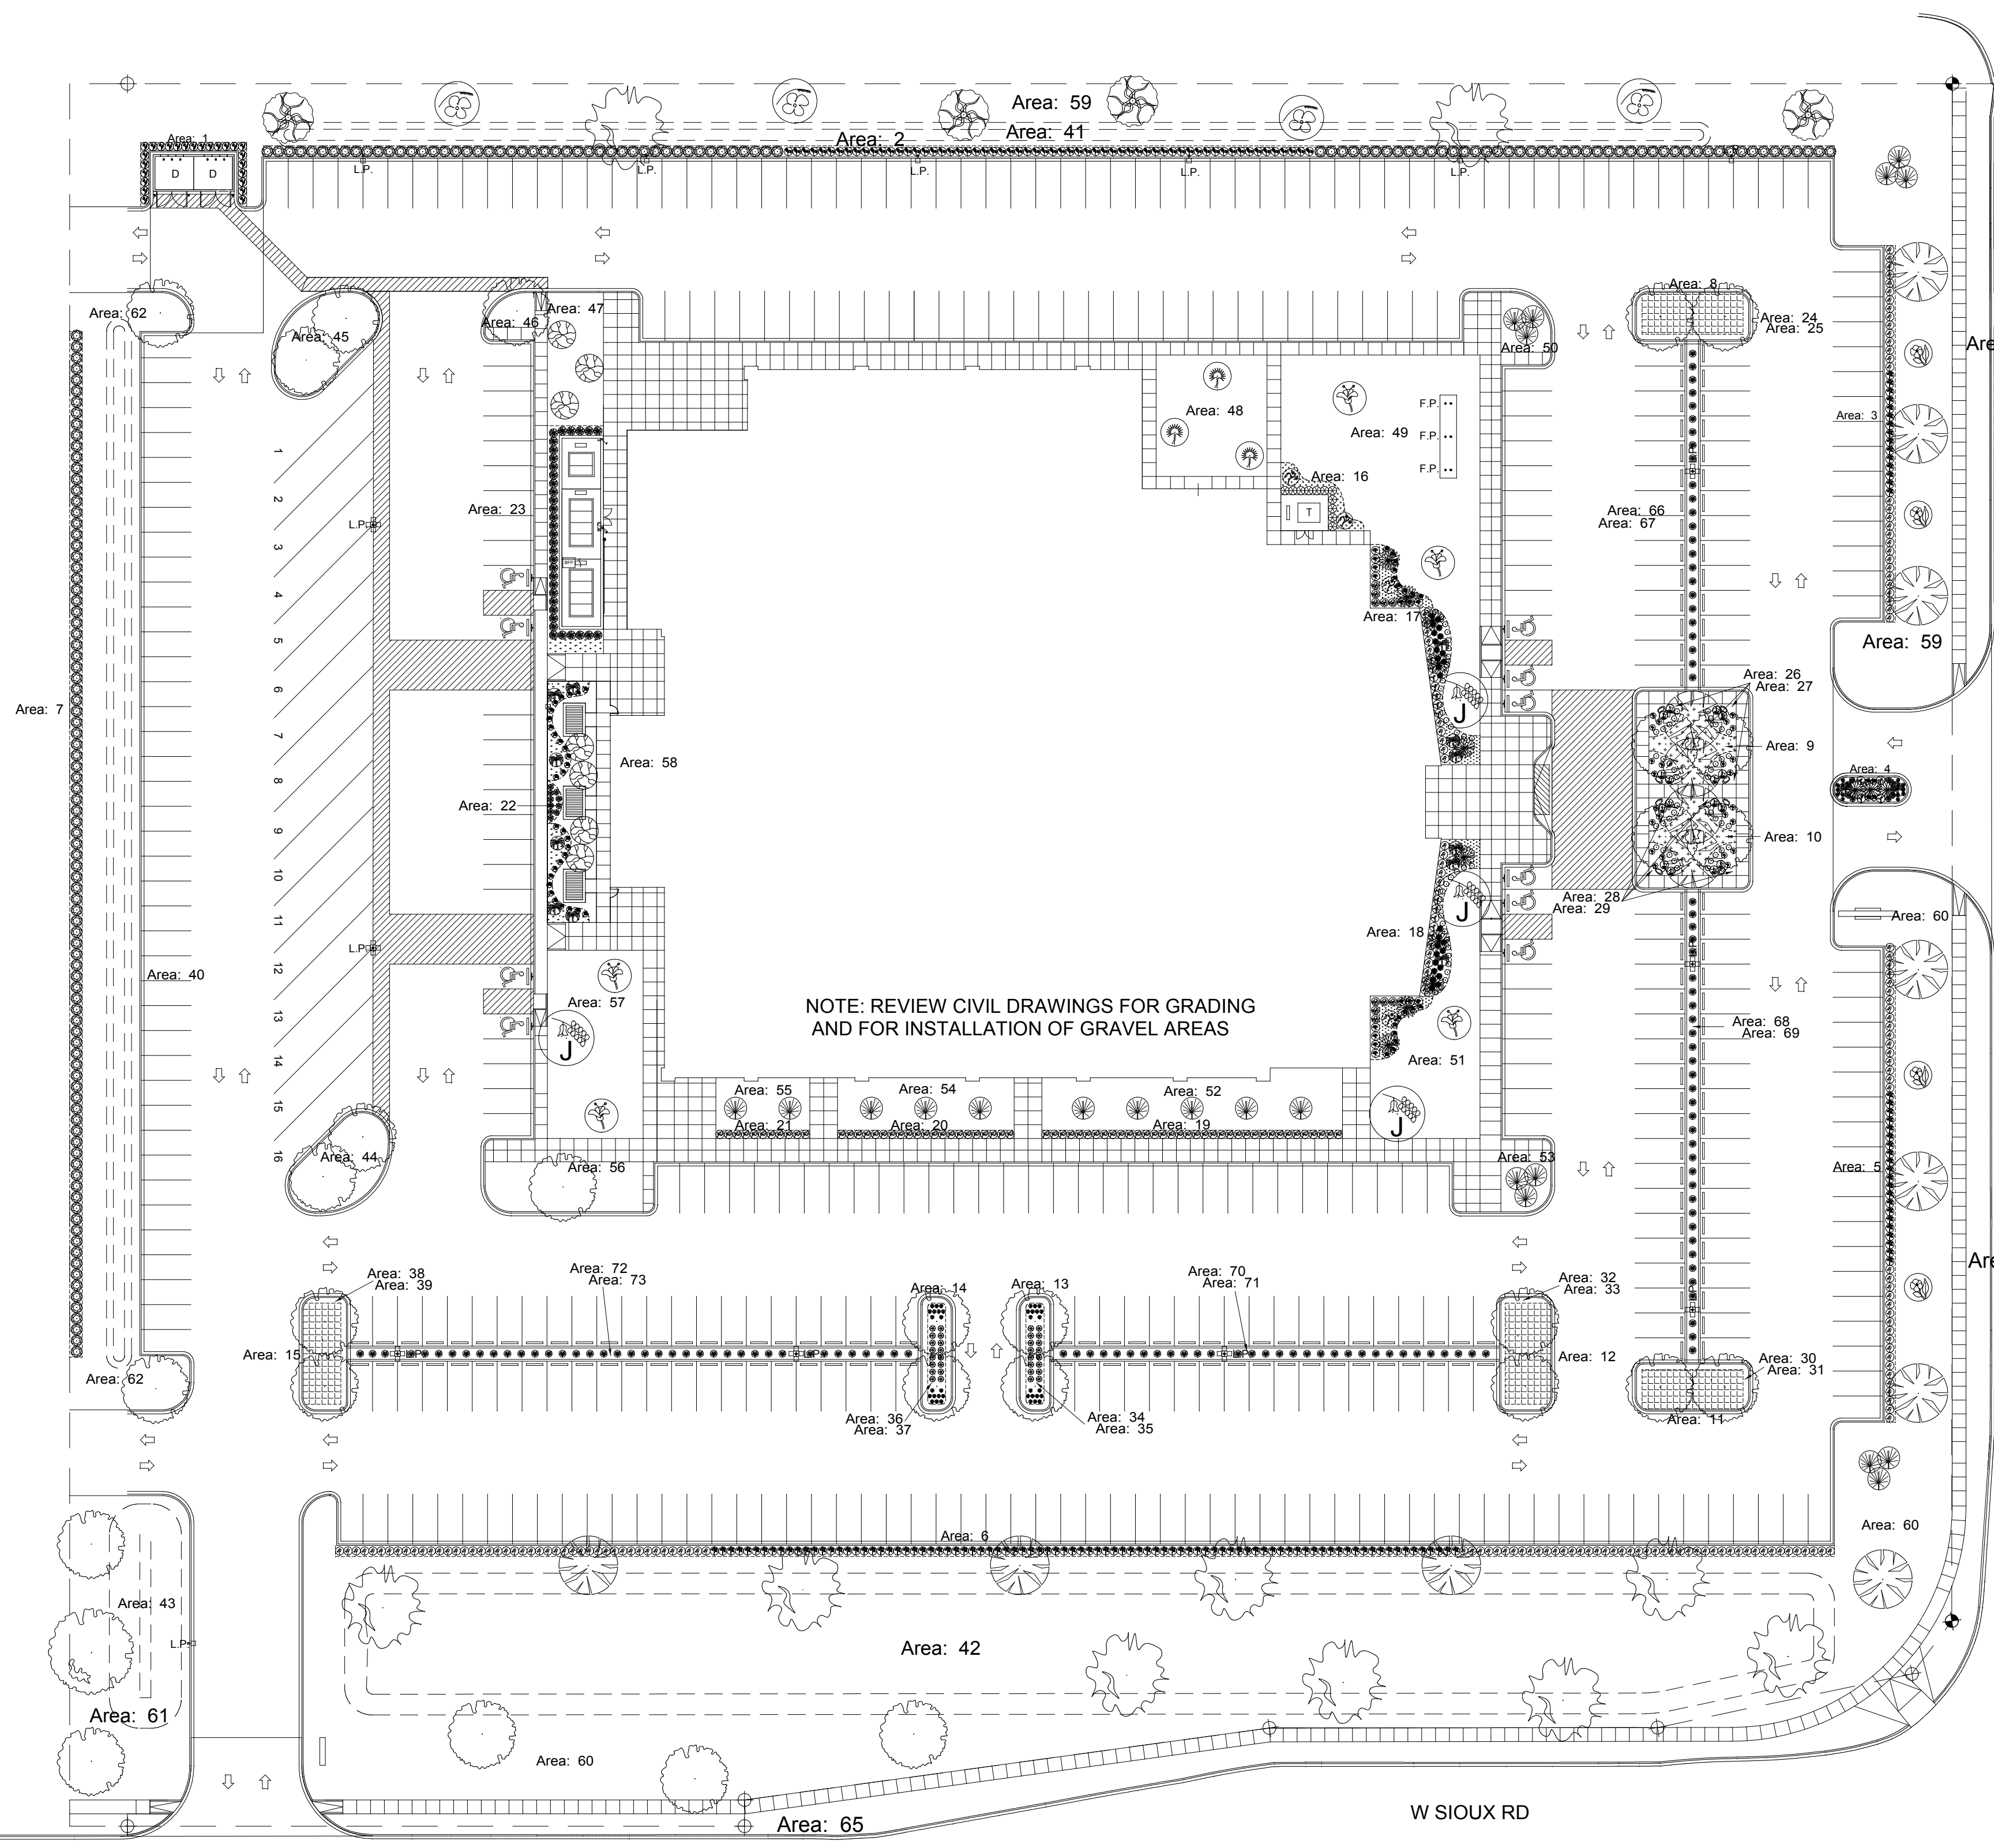 Area: 59
Area: 41
Area: 2
Area: 1
D
D
L.P.
L.P.
L.P.
L.P.
L.P.
Area: 8
Area: 62
Area: 45
Area: 46
Area: 47
Area: 50
Area: 24
Area: 25
Area: 48
Area: 49
F.P.
F.P.
F.P.
Area: 3
Area: 16
T
Area: 23
L.P.
BFP
Area: 66
Area: 67
Area: 17
Area: 59
Area: 7
1
2
3
4
5
6
7
8
9
10
11
12
13
14
15
16
Area: 26
Area: 27
J
Area: 9
Area: 58
Area: 4
Area: 22
Area: 10
Area: 28
Area: 29
J
Area: 60
Area: 18
L.P.
Area: 40
Area: 57
NOTE: REVIEW CIVIL DRAWINGS FOR GRADING
AND FOR INSTALLATION OF GRAVEL AREAS
Area: 68
Area: 69
J
Area: 51
Area: 55
Area: 54
Area: 52
J
Area: 21
Area: 20
Area: 19
Area: 44
Area: 56
Area: 53
Area: 5
Area: 38
Area: 39
Area: 72
Area: 73
Area: 14
Area: 13
Area: 70
Area: 71
Area: 32
Area: 33
Area: 15
Area: 12
Area: 30
Area: 31
Area: 62
Area: 36
Area: 37
Area: 34
Area: 35
Area: 11
Area: 6
Area: 60
Area: 43
L.P.
Area: 42
Area: 61
Area: 60
Area: 65
W SIOUX RD